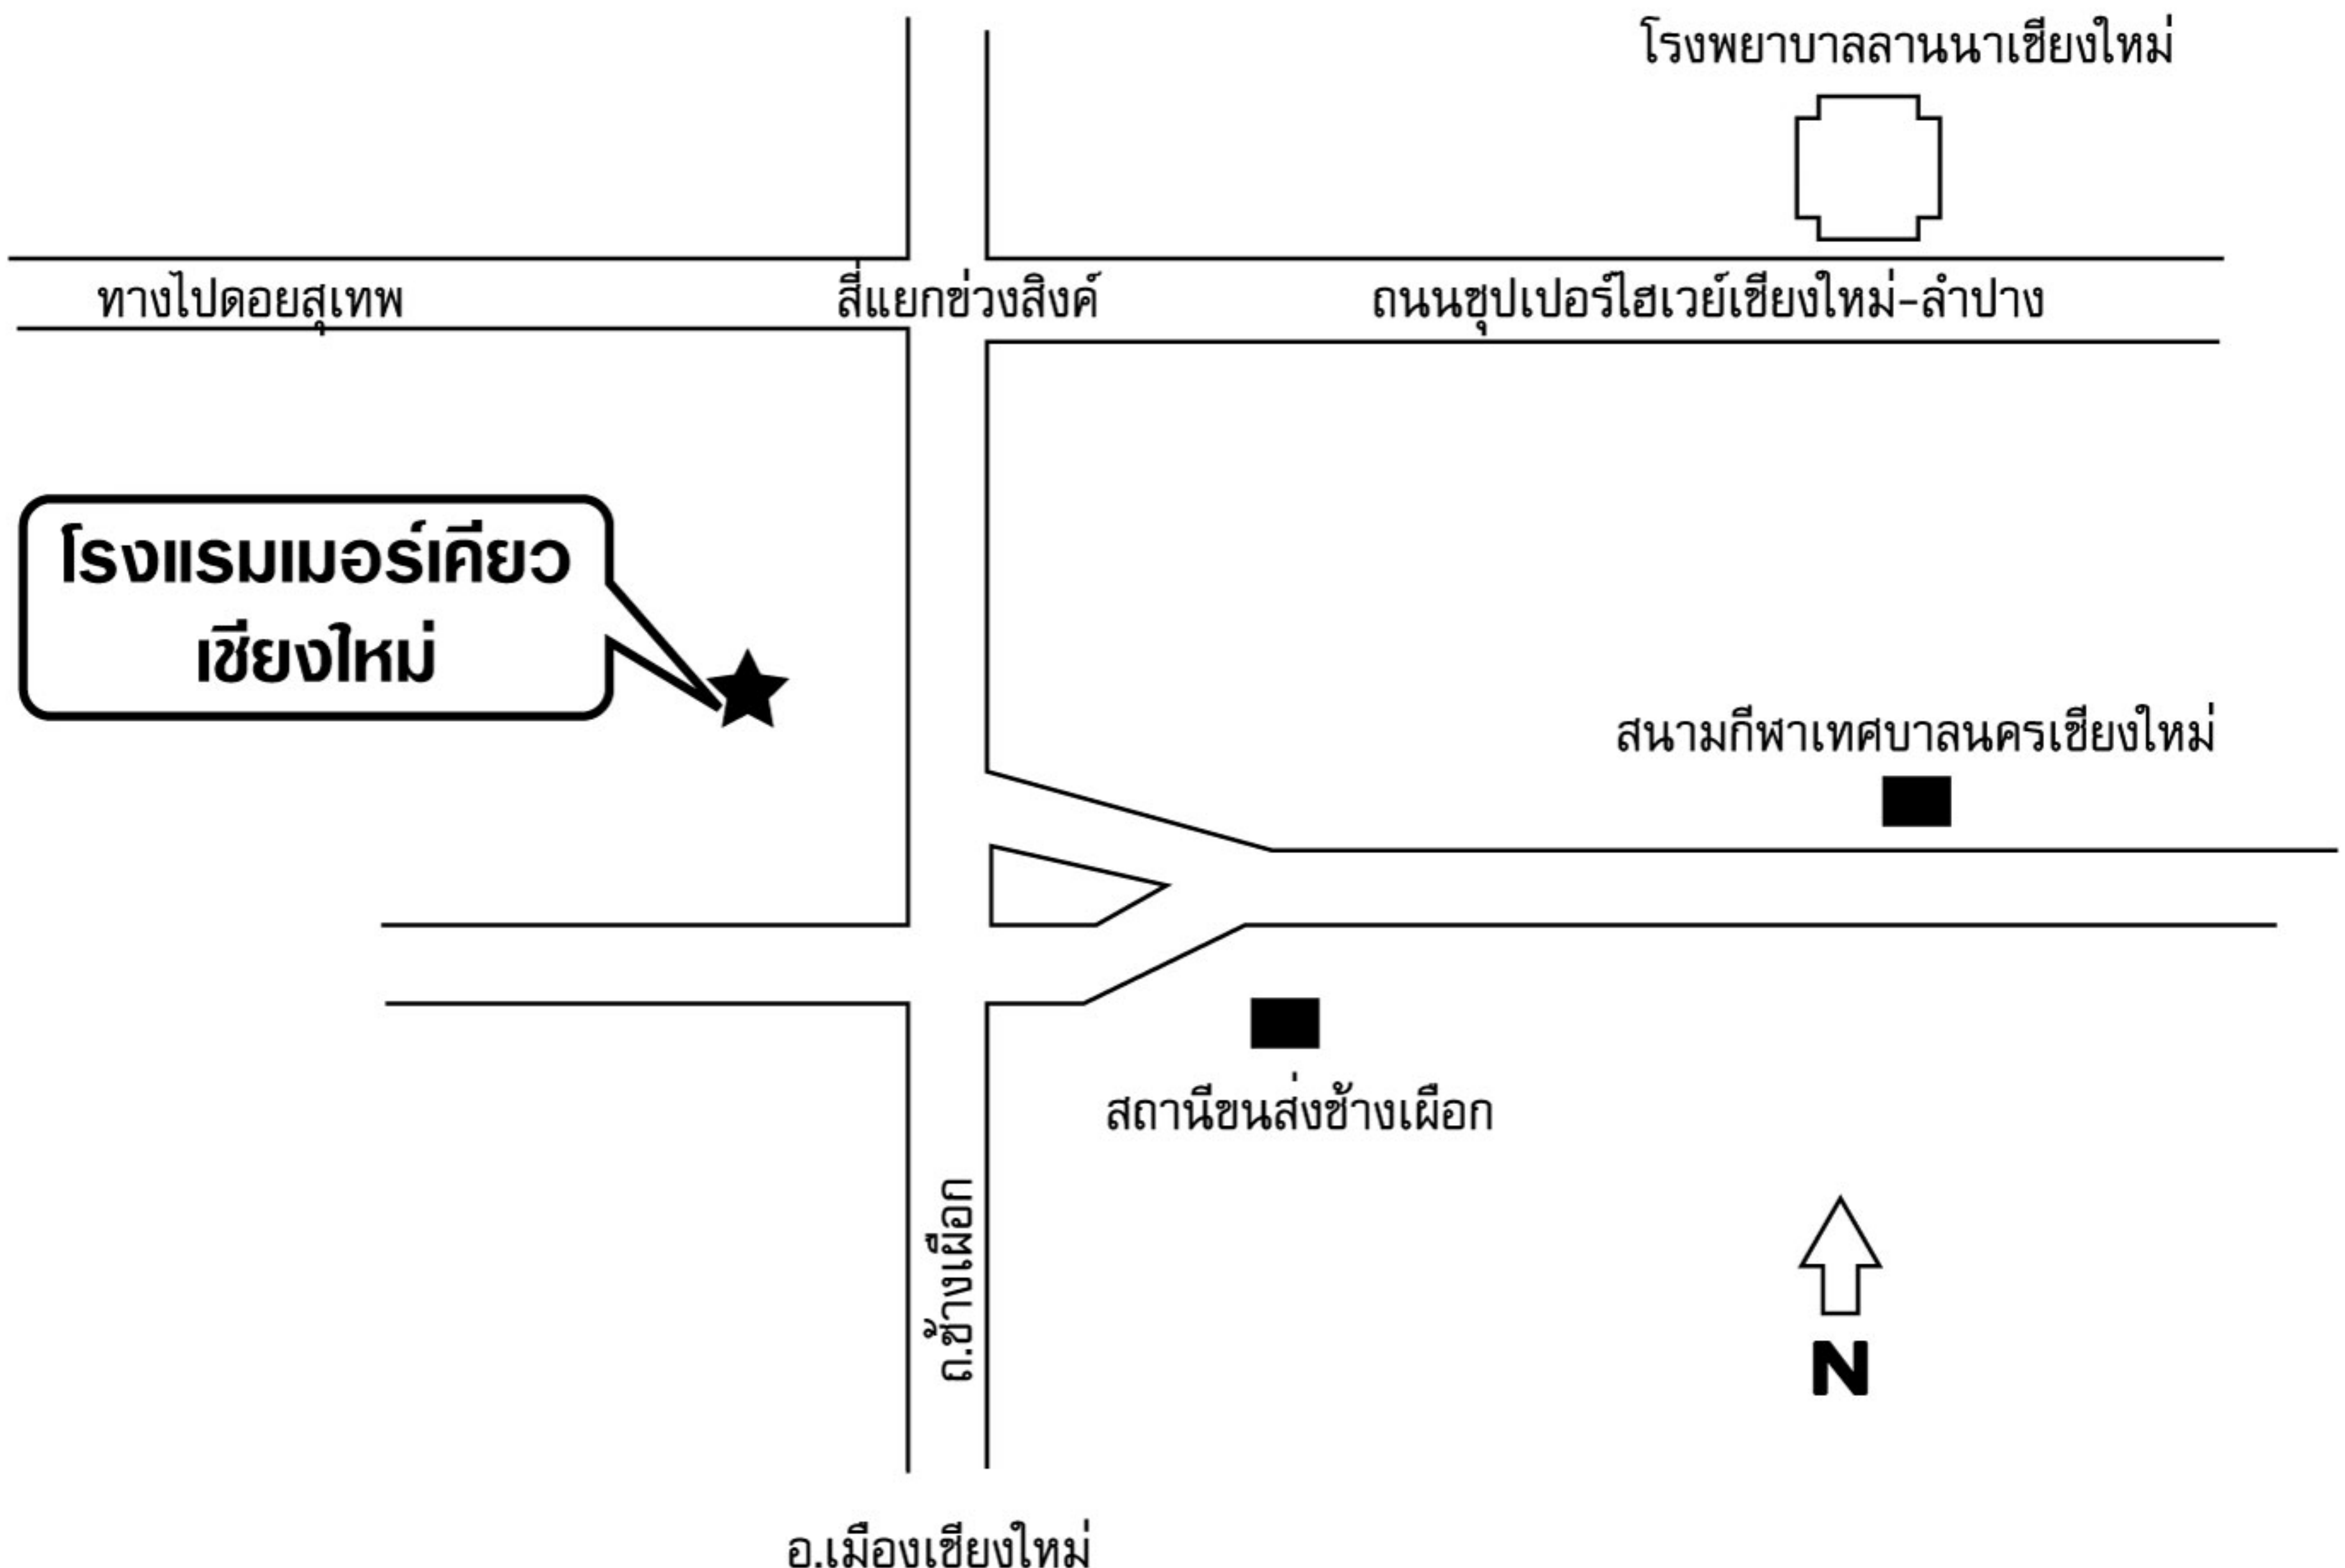 โรงพยาบาลลานนาเชียงใหม่
ทางไปดอยสุเทพ
สี่แยกข่วงสิงค์
ถนนซุปเปอร์ไฮเวย์เชียงใหม่-ลำปาง
โรงแรมเมอร์เคียว
เชียงใหม่
สนามกีฬาเทศบาลนครเชียงใหม่
สถานีขนส่งช้างเผือก
ถ.ช้างเผือก
N
อ.เมืองเชียงใหม่